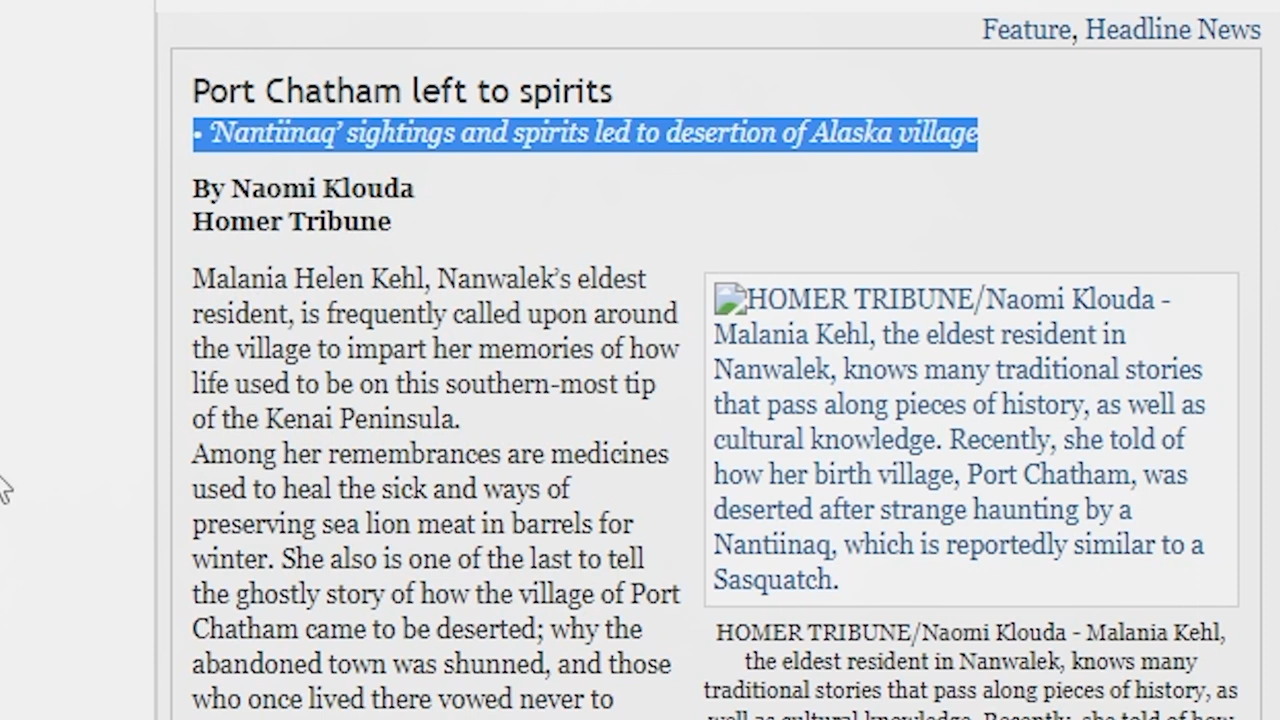 Feature, Headline News
Port Chatham left to spirits
• ‘Nantiinaq’ sightings and spirits led to desertion of Alaska village
By Naomi Klouda
Homer Tribune
Malania Helen Kehl, Nanwalek’s eldest
resident, is frequently called upon around
the village to impart her memories of how
life used to be on this southern-most tip
of the Kenai Peninsula.
Among her remembrances are medicines
used to heal the sick and ways of
preserving sea lion meat in barrels for
winter. She also is one of the last to tell
the ghostly story of how the village of Port
Chatham came to be deserted; why the
abandoned town was shunned, and those
who once lived there vowed never to
HOMER TRIBUNE/Naomi Klouda -
Malania Kehl, the eldest resident in
Nanwalek, knows many traditional stories
that pass along pieces of history, as well as
cultural knowledge. Recently, she told of
how her birth village, Port Chatham, was
deserted after strange haunting by a
Nantiinaq, which is reportedly similar to a
Sasquatch.
HOMER TRIBUNE/Naomi Klouda - Malania Kehl,
the eldest resident in Nanwalek, knows many
traditional stories that pass along pieces of history, as
well as cultural knowledge. Recently, she told of how